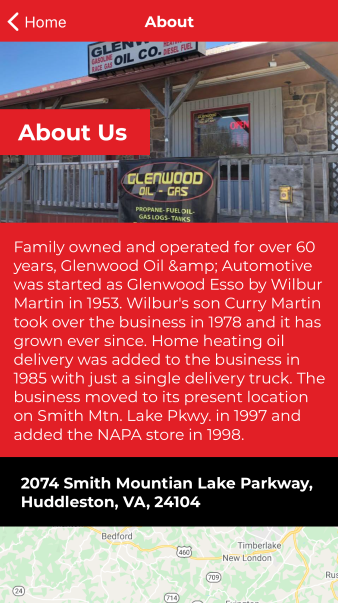 Home
About
GLENWOOD
OIL CO.
GASOLINE
RACE GAS
HEATING
DIESEL FUEL
OPEN
About Us
GLENWOOD
OIL - GAS
PROPANE- FUEL OIL-
GAS LOGS- TANKS
Family owned and operated for over 60
years, Glenwood Oil &amp; Automotive
was started as Glenwood Esso by Wilbur
Martin in 1953. Wilbur's son Curry Martin
took over the business in 1978 and it has
grown ever since. Home heating oil
delivery was added to the business in
1985 with just a single delivery truck. The
business moved to its present location
on Smith Mtn. Lake Pkwy. in 1997 and
added the NAPA store in 1998.
2074 Smith Mountian Lake Parkway,
Huddleston, VA, 24104
Bedford
460
Timberlake
New London
709
24
714